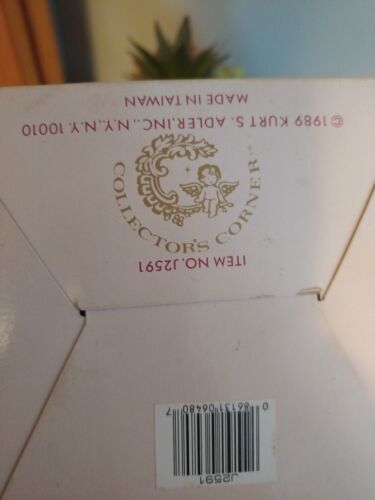 J2591
0 86131 06480 7
ITEM NO. J2591
COLLECTOR'S CORNER
© 1989 KURT S. ADLER, INC., N.Y., N.Y. 10010
MADE IN TAIWAN